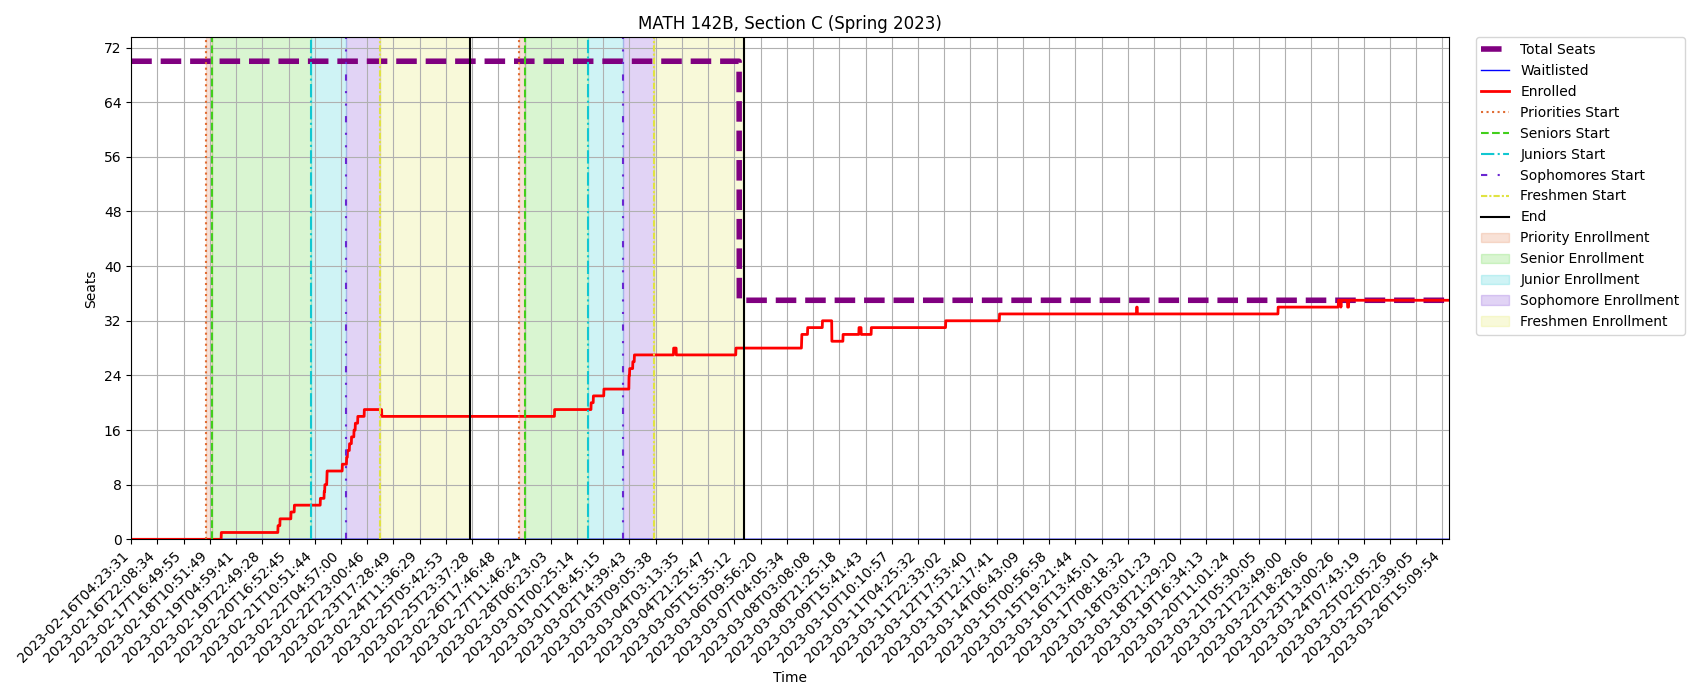 MATH 142B, Section C (Spring 2023)
Seats
72
64
56
48
40
32
24
16
8
0
2023-02-16T04:23:31
2023-02-16T22:08:34
2023-02-17T16:49:55
2023-02-18T10:51:49
2023-02-19T04:59:41
2023-02-19T22:49:28
2023-02-20T16:52:45
2023-02-21T10:51:44
2023-02-22T04:57:00
2023-02-22T23:00:46
2023-02-23T17:28:49
2023-02-24T11:36:29
2023-02-25T05:42:53
2023-02-25T23:37:28
2023-02-26T17:46:48
2023-02-27T11:46:24
2023-02-28T06:23:03
2023-03-01T00:25:14
2023-03-01T18:45:15
2023-03-02T14:39:43
2023-03-03T09:05:38
2023-03-04T03:13:35
2023-03-04T21:25:47
2023-03-05T15:35:12
2023-03-06T09:56:20
2023-03-07T04:05:34
2023-03-08T03:08:08
2023-03-08T21:25:18
2023-03-09T15:41:43
2023-03-10T10:10:57
2023-03-11T04:25:32
2023-03-11T22:33:02
2023-03-12T17:53:40
2023-03-13T12:17:41
2023-03-14T06:43:09
2023-03-15T00:56:58
2023-03-15T19:21:44
2023-03-16T13:45:01
2023-03-17T08:18:32
2023-03-18T03:01:23
2023-03-18T21:29:20
2023-03-19T16:34:13
2023-03-20T11:01:24
2023-03-21T05:30:05
2023-03-21T23:49:00
2023-03-22T18:28:06
2023-03-23T13:00:26
2023-03-24T07:43:19
2023-03-25T02:05:26
2023-03-25T20:39:05
2023-03-26T15:09:54
Time
Total Seats
Waitlisted
Enrolled
Priorities Start
Seniors Start
Juniors Start
Sophomores Start
Freshmen Start
End
Priority Enrollment
Senior Enrollment
Junior Enrollment
Sophomore Enrollment
Freshmen Enrollment